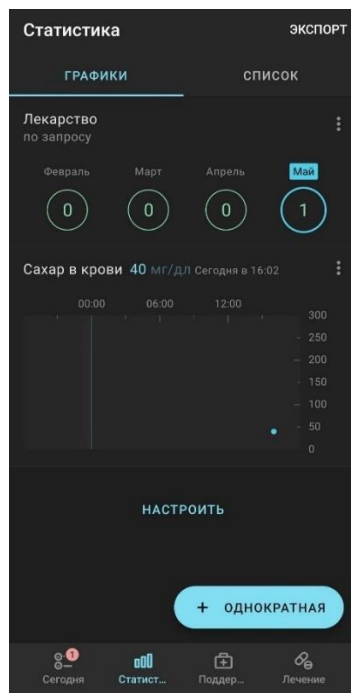 Статистика ЭКСПОРТ
ГРАФИКИ СПИСОК
Лекарство
по запросу
Февраль Март Апрель Май
0 0 0 1
Сахар в крови 40 мг/дл Сегодня в 16:02
00:00 06:00 12:00
300
250
200
150
100
50
0
НАСТРОИТЬ
+ ОДНОКРАТНАЯ
1
Сегодня Статист... Поддер... Лечение